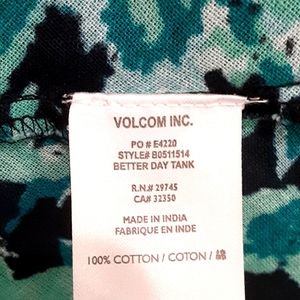 VOLCOM INC.
PO # E4220
STYLE# B0511514
BETTER DAY TANK
R.N.# 29745
CA# 32350
MADE IN INDIA
FABRIQUE EN INDE
100% COTTON / COTON /